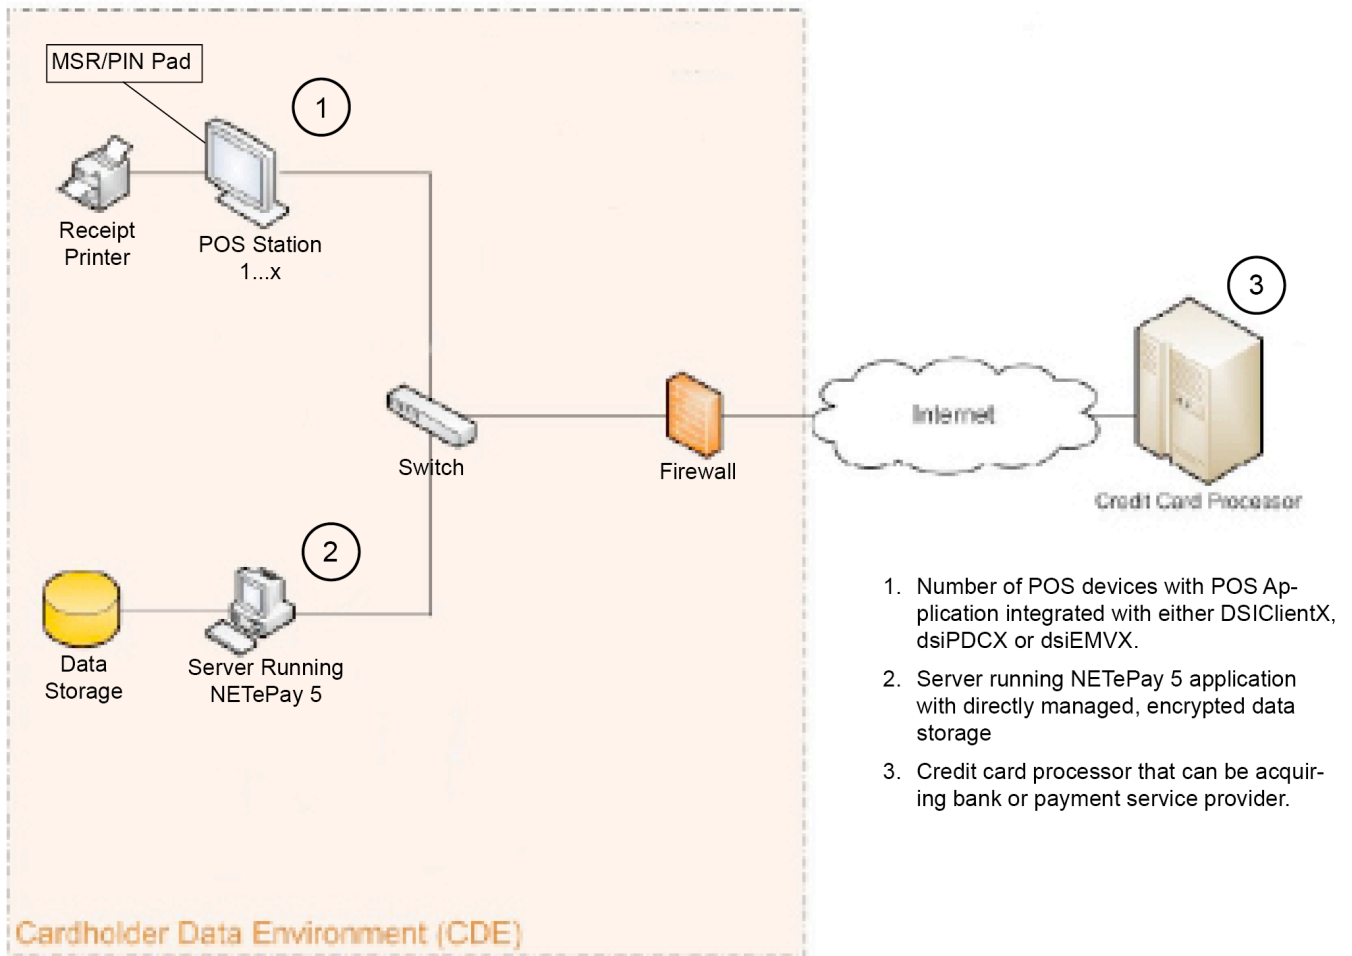 MSR/PIN Pad
1
Receipt
Printer
POS Station
1...x
3
Switch
Firewall
Internet
Credit Card Processor
2
Data
Storage
Server Running
NETePay 5
1. Number of POS devices with POS Ap-
plication integrated with either DSIClientX,
dsiPDCX or dsiEMVX.
2. Server running NETePay 5 application
with directly managed, encrypted data
storage
3. Credit card processor that can be acquir-
ing bank or payment service provider.
Cardholder Data Environment (CDE)